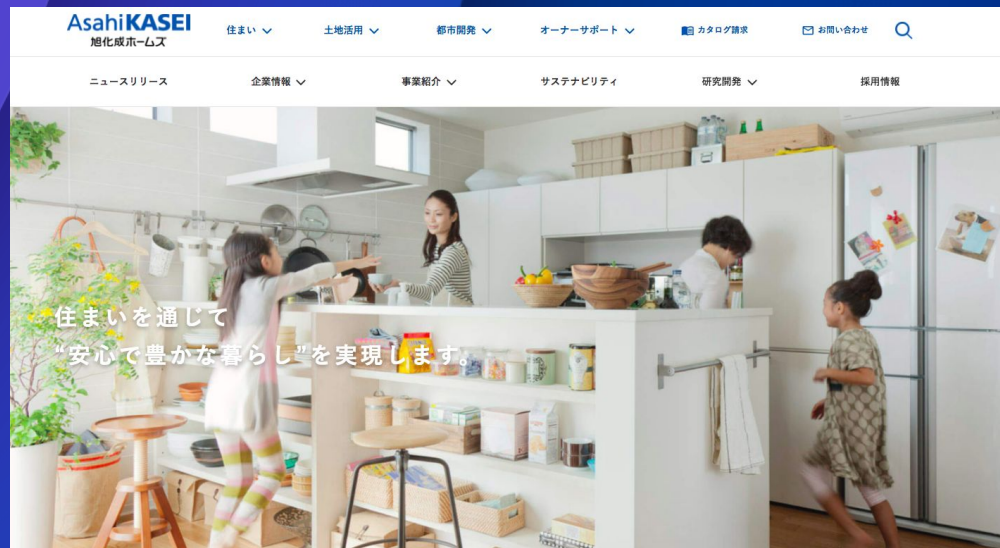 AsahiKASEI
旭化成ホームズ
住まい
土地活用
都市開発
オーナーサポート
カタログ請求
お問い合わせ
ニュースリリース
企業情報
事業紹介
サステナビリティ
研究開発
採用情報
住まいを通じて
“安心で豊かな暮らし”を実現します。